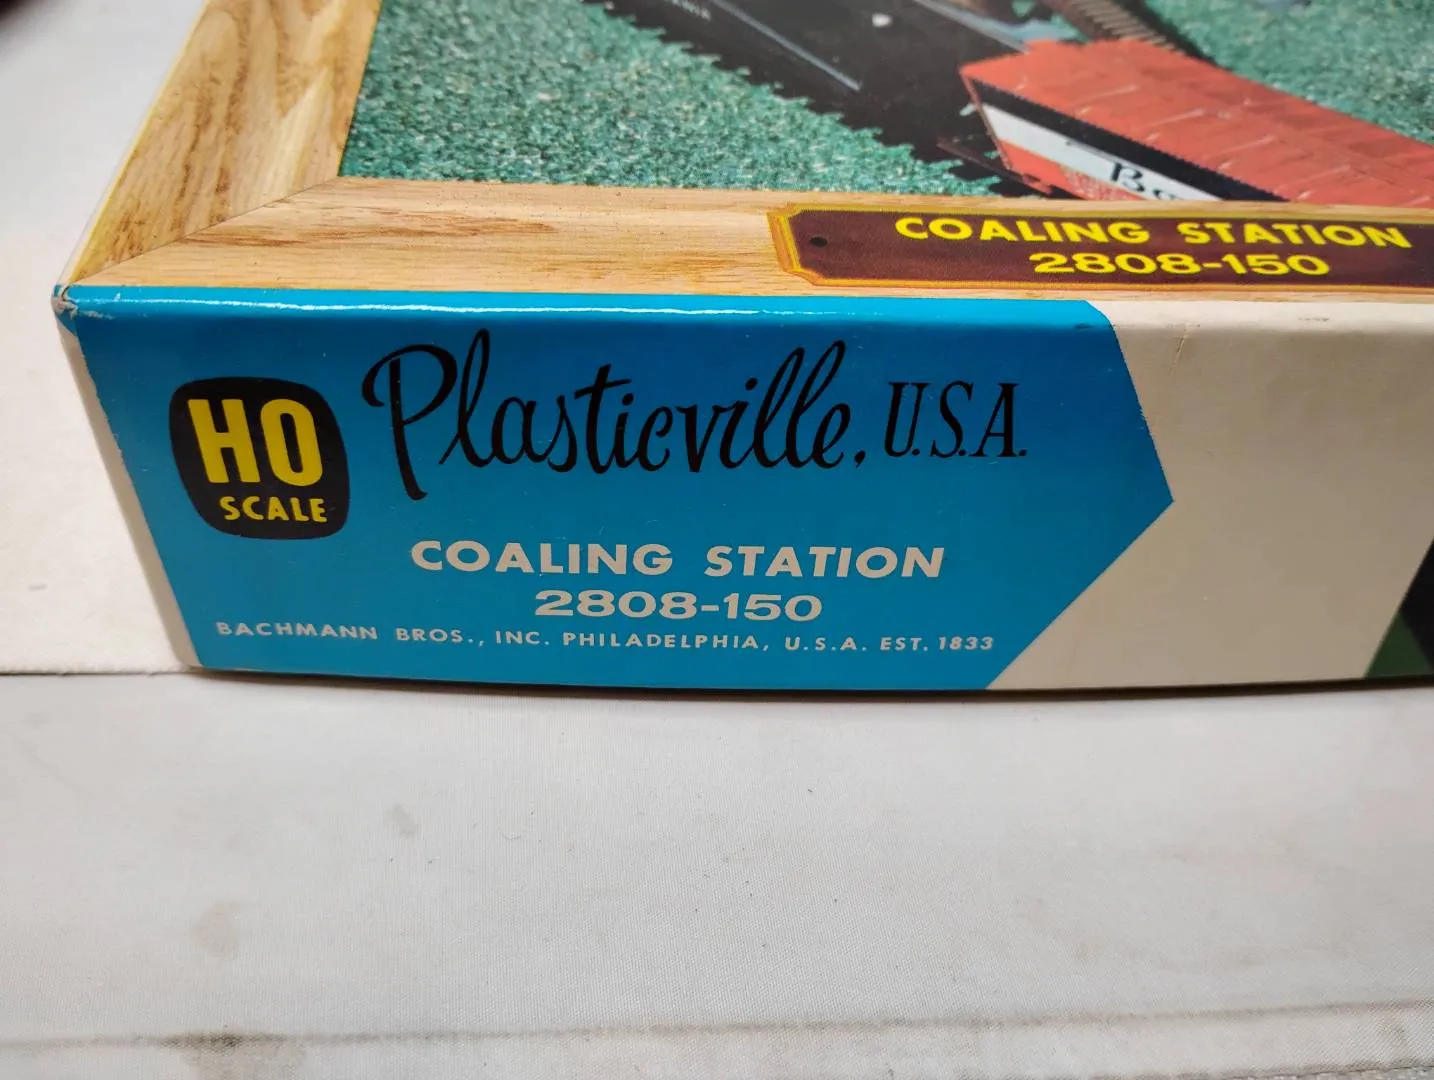 COALING STATION
2808-150
HO
SCALE
Plasticville, U.S.A.
COALING STATION
2808-150
BACHMANN BROS., INC. PHILADELPHIA, U.S.A. EST. 1833